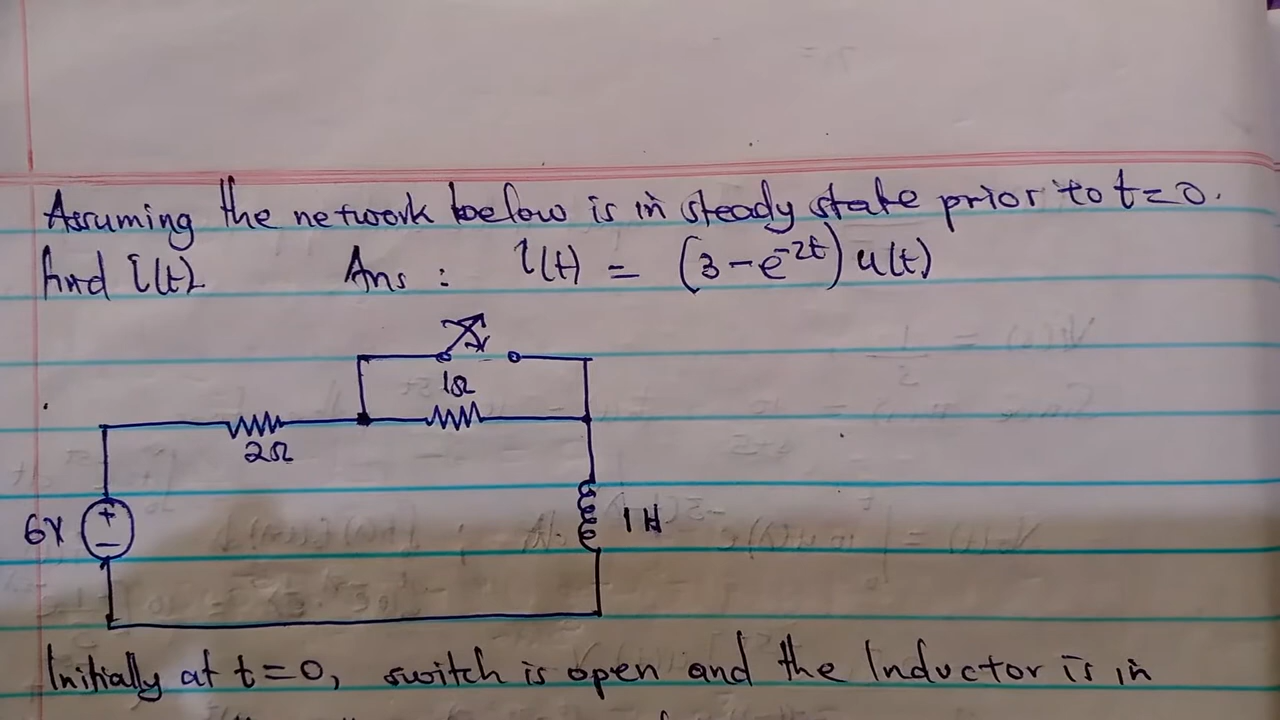 Assuming the network below is in steady state prior to t=0.
find i(t) Ans: i(t) = (3-e^-2t) u(t)
1Ω
2Ω
6V
+
-
1H
Initially at t=0, switch is open and the Inductor is in